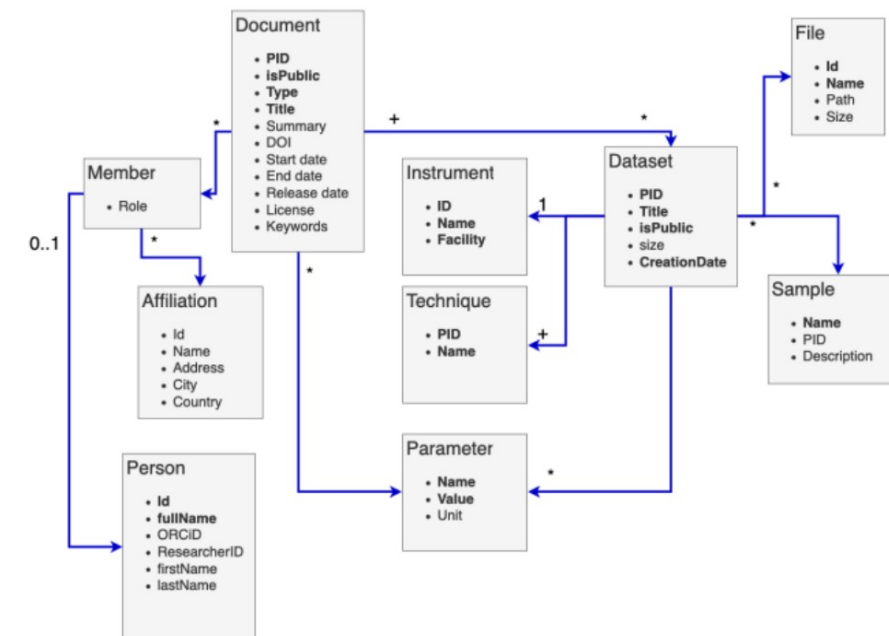 Document
• PID
• isPublic
• Type
• Title
• Summary
• DOI
• Start date
• End date
• Release date
• License
• Keywords
*
+
*
*
File
• Id
• Name
• Path
• Size
*
Member
• Role
0..1
*
Affiliation
• Id
• Name
• Address
• City
• Country
Person
• Id
• fullName
• ORCiD
• ResearcherID
• firstName
• lastName
Instrument
• ID
• Name
• Facility
1
Technique
• PID
• Name
+
Parameter
• Name
• Value
• Unit
*
Dataset
• PID
• Title
• isPublic
• size
• CreationDate
*
Sample
• Name
• PID
• Description